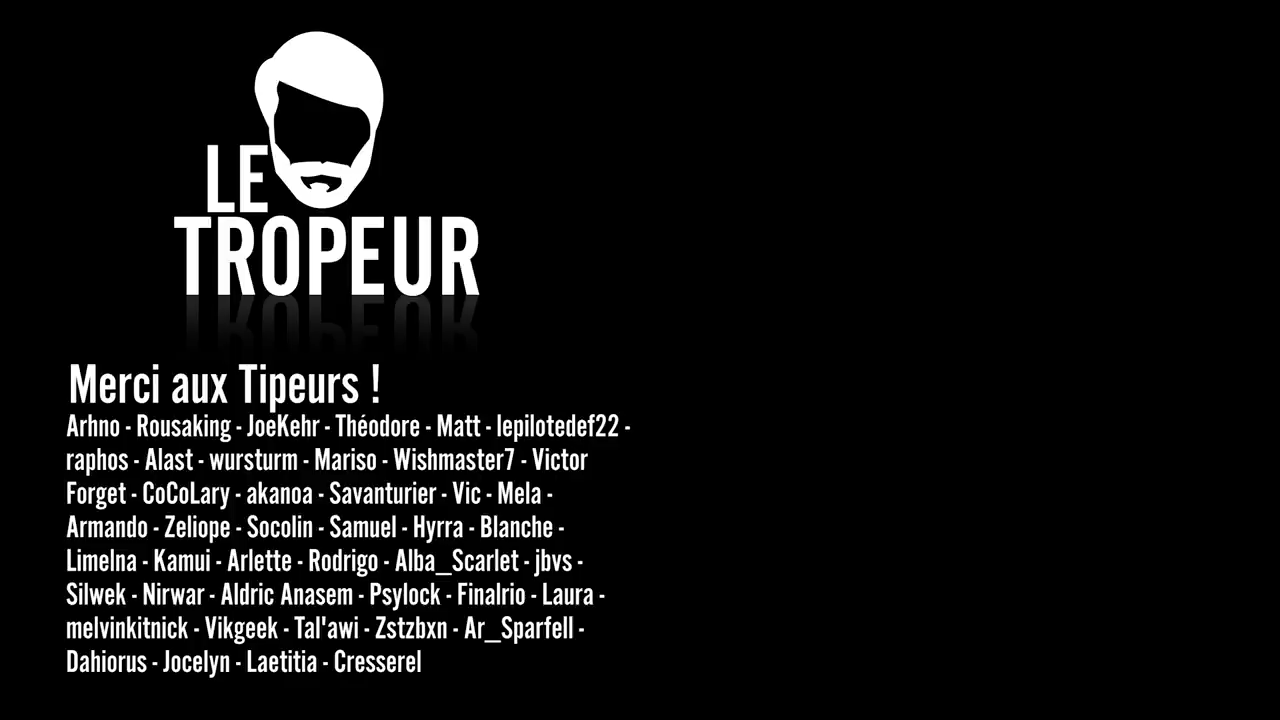 LE
TROPEUR
Merci aux Tipeurs !
Arhno - Rousaking - JoeKehr - Théodore - Matt - lepilotedef22 -
raphos - Alast - wursturm - Mariso - Wishmaster7 - Victor
Forget - CoCoLary - akanoa - Savanturier - Vic - Mela -
Armando - Zeliope - Socolin - Samuel - Hyrra - Blanche -
Limelna - Kamui - Arlette - Rodrigo - Alba_Scarlet - jbvs -
Silwek - Nirwar - Aldric Anasem - Psylock - Finalrio - Laura -
melvinkitnick - Vikgeek - Tal'awi - Zstzbxn - Ar_Sparfell -
Dahiorus - Jocelyn - Laetitia - Cresserel